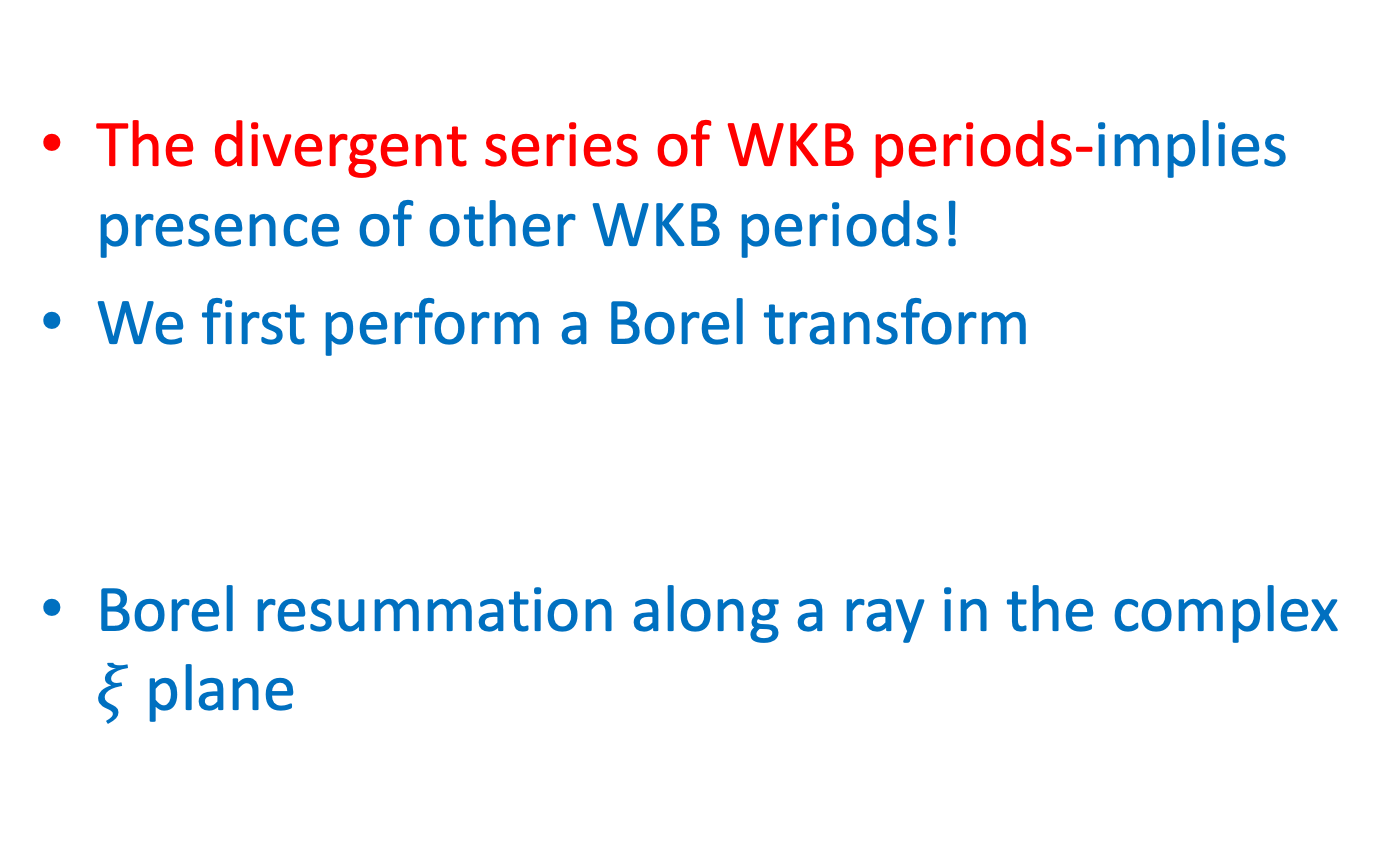 • The divergent series of WKB periods-implies
presence of other WKB periods!
• We first perform a Borel transform
• Borel resummation along a ray in the complex
ξ plane